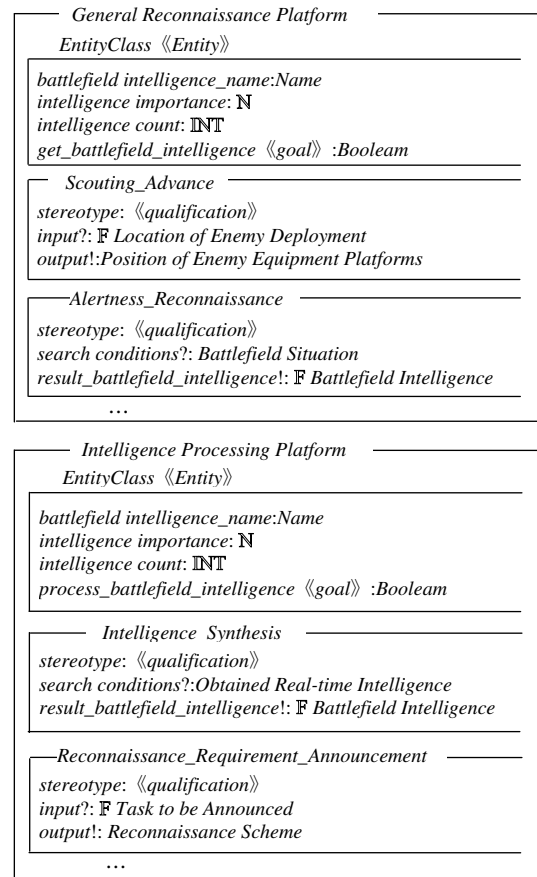 General Reconnaissance Platform
EntityClass《Entity》
battlefield intelligence_name:Name
intelligence importance: ℕ
intelligence count: 𝕀ℕ𝕋
get_battlefield_intelligence《goal》:Booleam
Scouting_Advance
stereotype:《qualification》
input?: 𝔽 Location of Enemy Deployment
output!:Position of Enemy Equipment Platforms
Alertness_Reconnaissance
stereotype:《qualification》
search conditions?: Battlefield Situation
result_battlefield_intelligence!: 𝔽 Battlefield Intelligence
…
Intelligence Processing Platform
EntityClass《Entity》
battlefield intelligence_name:Name
intelligence importance: ℕ
intelligence count: 𝕀ℕ𝕋
process_battlefield_intelligence《goal》:Booleam
Intelligence Synthesis
stereotype:《qualification》
search conditions?:Obtained Real-time Intelligence
result_battlefield_intelligence!: 𝔽 Battlefield Intelligence
Reconnaissance_Requirement_Announcement
stereotype:《qualification》
input?: 𝔽 Task to be Announced
output!: Reconnaissance Scheme
…